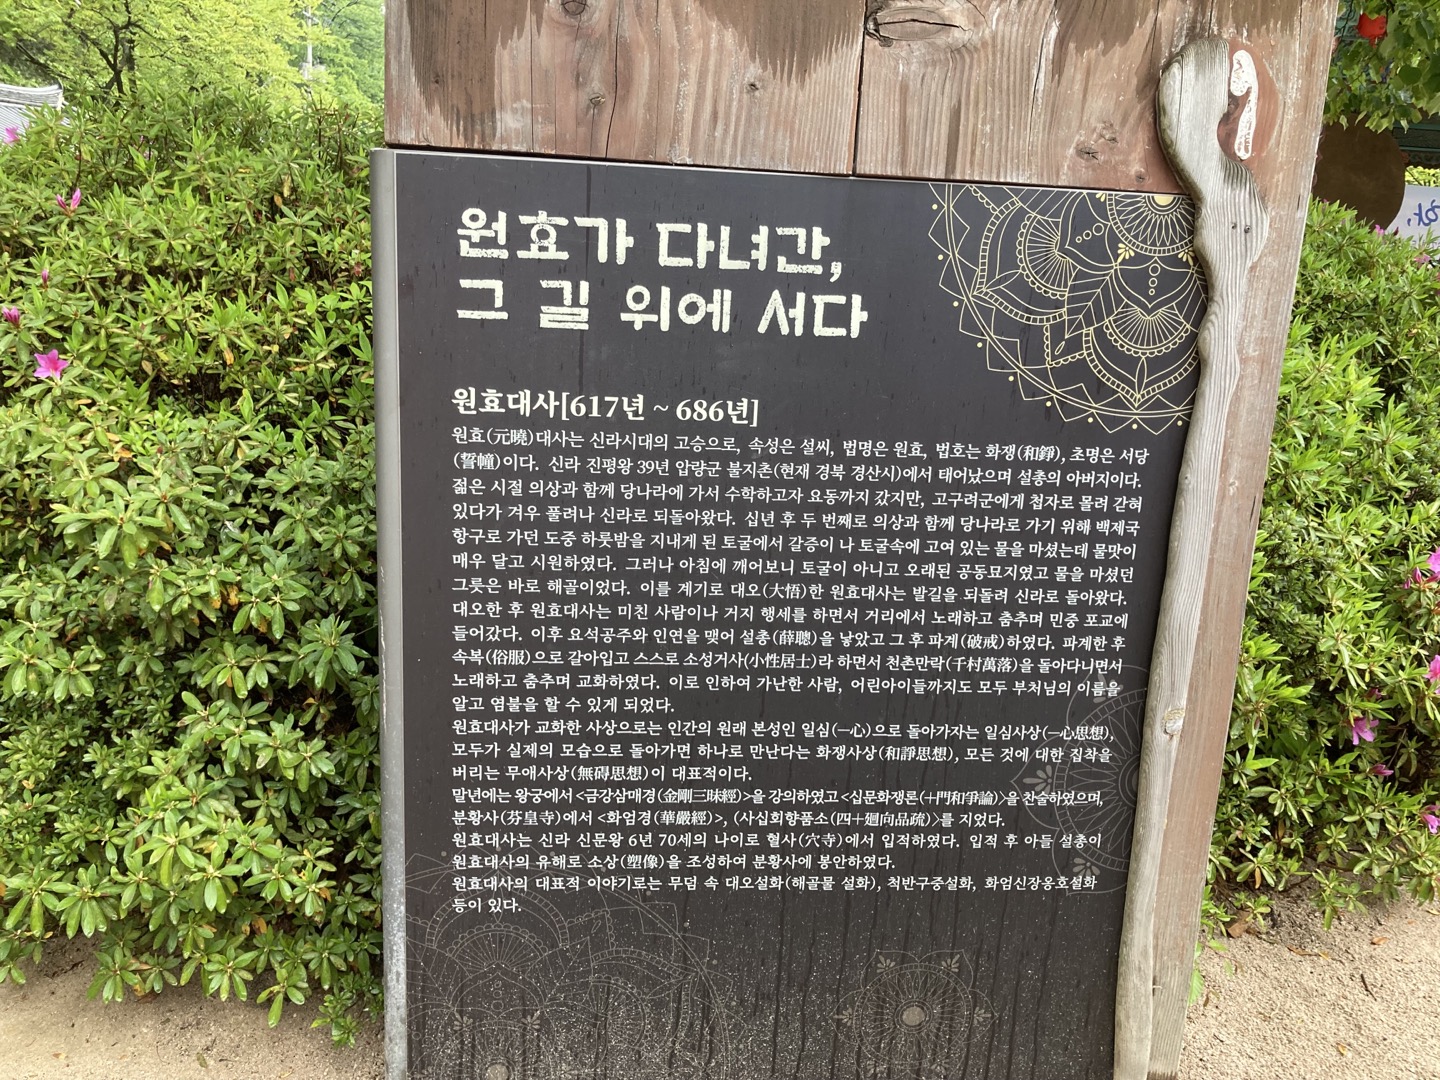 원효가 다녀간,
그 길 위에 서다
원효대사[617년 ~ 686년]
원효(元曉)대사는 신라시대의 고승으로, 속성은 설씨, 법명은 원효, 법호는 화쟁(和錚), 초명은 서당
(誓幢)이다. 신라 진평왕 39년 압량군 불지촌(현재 경북 경산시)에서 태어났으며 설총의 아버지이다.
젊은 시절 의상과 함께 당나라에 가서 수학하고자 요동까지 갔지만, 고구려군에게 첩자로 몰려 갇혀
있다가 겨우 풀려나 신라로 되돌아왔다. 십년 후 두 번째로 의상과 함께 당나라로 가기 위해 백제국
항구로 가던 도중 하룻밤을 지내게 된 토굴에서 갈증이 나 토굴속에 고여 있는 물을 마셨는데 물맛이
매우 달고 시원하였다. 그러나 아침에 깨어보니 토굴이 아니고 오래된 공동묘지였고 물을 마셨던
그릇은 바로 해골이었다. 이를 계기로 대오(大悟)한 원효대사는 발길을 되돌려 신라로 돌아왔다.
대오한 후 원효대사는 미친 사람이나 거지 행세를 하면서 거리에서 노래하고 춤추며 민중 포교에
들어갔다. 이후 요석공주와 인연을 맺어 설총(薛聰)을 낳았고 그 후 파계(破戒)하였다. 파계한 후
속복(俗服)으로 갈아입고 스스로 소성거사(小性居士)라 하면서 천촌만락(千村萬落)을 돌아다니면서
노래하고 춤추며 교화하였다. 이로 인하여 가난한 사람, 어린아이들까지도 모두 부처님의 이름을
알고 염불을 할 수 있게 되었다.
원효대사가 교화한 사상으로는 인간의 원래 본성인 일심(一心)으로 돌아가자는 일심사상(一心思想),
모두가 실제의 모습으로 돌아가면 하나로 만난다는 화쟁사상(和諍思想), 모든 것에 대한 집착을
버리는 무애사상(無碍思想)이 대표적이다.
말년에는 왕궁에서 <금강삼매경(金剛三昧經)>을 강의하였고 <십문화쟁론(十門和爭論)>을 찬술하였으며,
분황사(芬皇寺)에서 <화엄경(華嚴經)>, (사십회향품소(四十廻向品疏)>를 지었다.
원효대사는 신라 신문왕 6년 70세의 나이로 혈사(穴寺)에서 입적하였다. 입적 후 아들 설총이
원효대사의 유해로 소상(塑像)을 조성하여 분황사에 봉안하였다.
원효대사의 대표적 이야기로는 무덤 속 대오설화(해골물 설화), 척반구중설화, 화엄신장옹호설화
등이 있다.